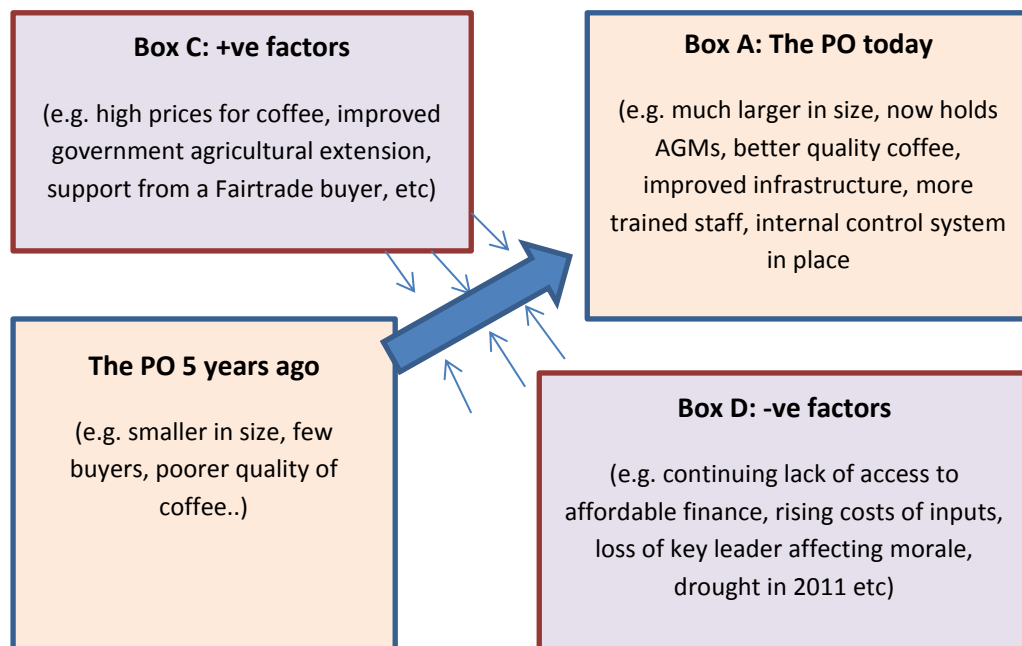 Box C: +ve factors
(e.g. high prices for coffee, improved
government agricultural extension,
support from a Fairtrade buyer, etc)
Box A: The PO today
(e.g. much larger in size, now holds
AGMs, better quality coffee,
improved infrastructure, more
trained staff, internal control system
in place
The PO 5 years ago
(e.g. smaller in size, few
buyers, poorer quality of
coffee..)
Box D: -ve factors
(e.g. continuing lack of access to
affordable finance, rising costs of inputs,
loss of key leader affecting morale,
drought in 2011 etc)